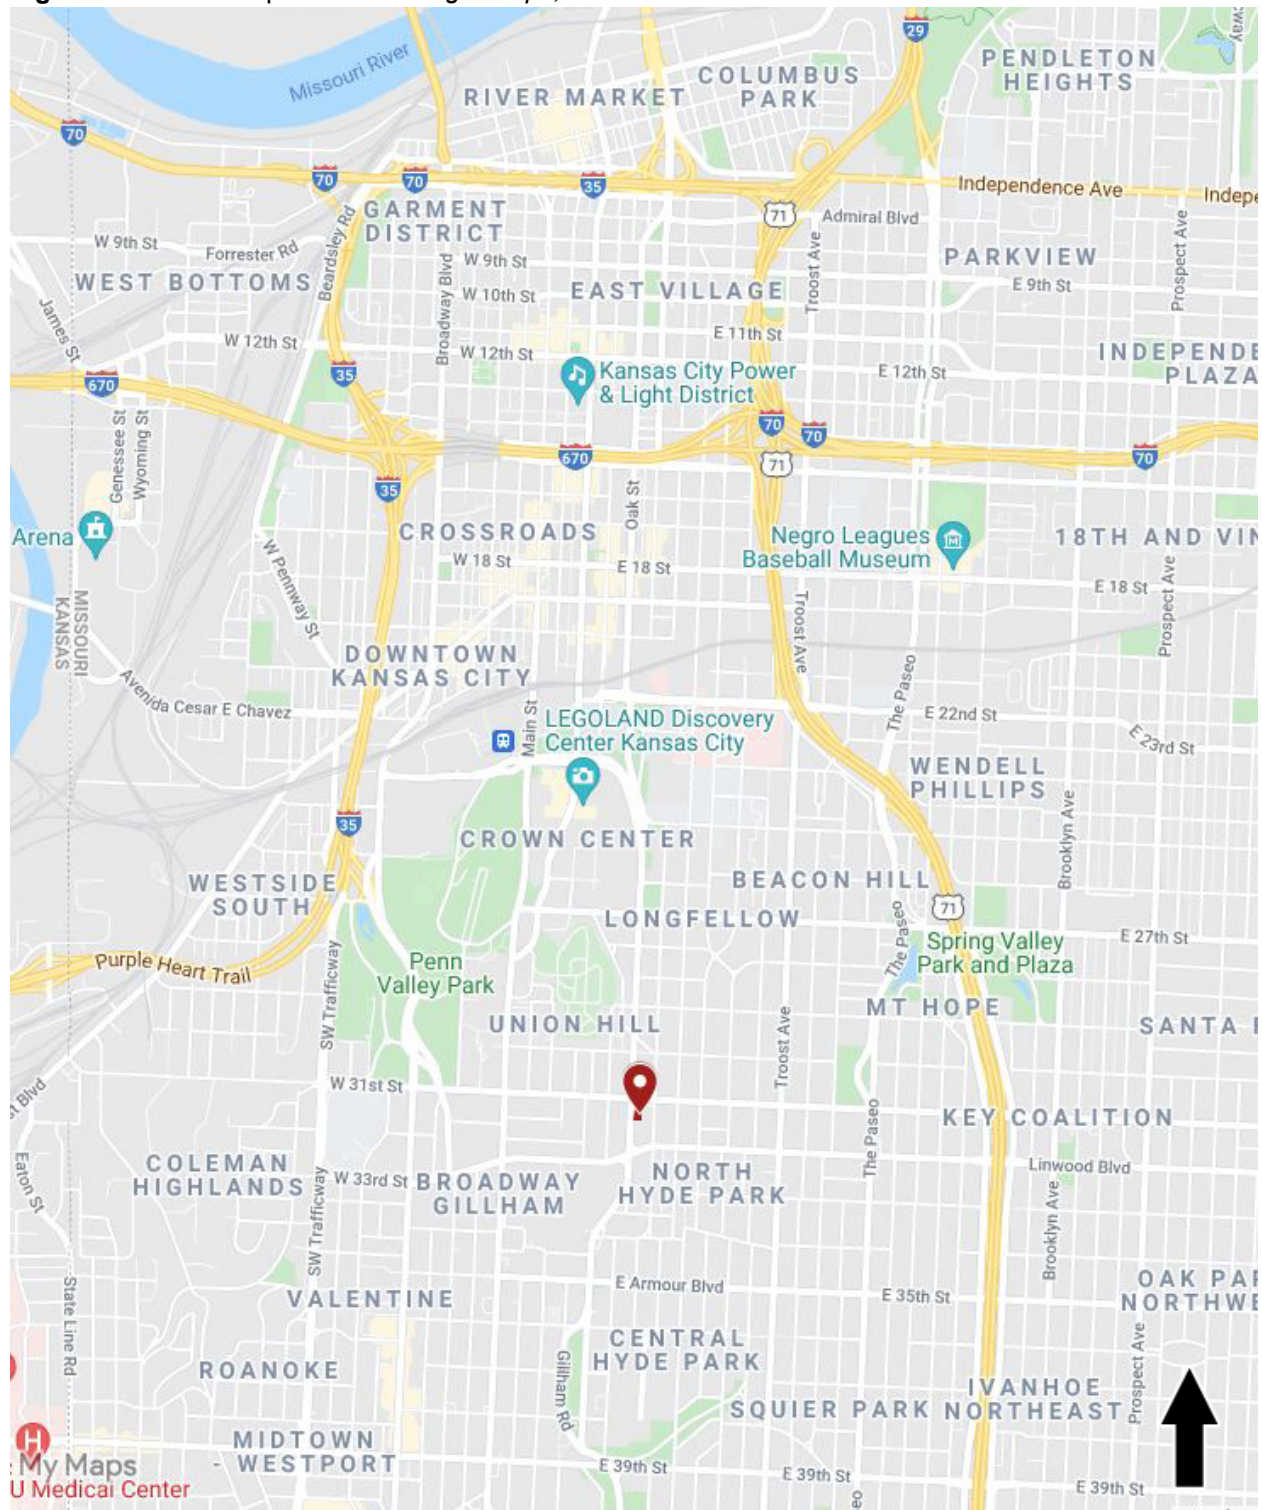 Missouri River
29
PENDLETON
HEIGHTS
COLUMBUS
PARK
RIVER MARKET
70
70
70
35
Independence Ave
71
Admiral Blvd
GARMENT
DISTRICT
Beardsley Rd
W 9th St
Forrester Rd
WEST BOTTOMS
W 9th St
Broadway Blvd
W 10th St
EAST VILLAGE
Troost Ave
PARKVIEW
E 9th St
Prospect Ave
James St
W 12th St
W 12th St
E 11th St
E 12th St
35
Kansas City Power
& Light District
670
Genessee St
Wyoming St
70
70
670
71
70
35
Oak St
Arena
CROSSROADS
W 18 St
E 18 St
Negro Leagues
Baseball Museum
18TH AND VIN
E 18 St
Prospect Ave
W Pennway St
MISSOURI
KANSAS
Troost Ave
DOWNTOWN
KANSAS CITY
Avenida Cesar E Chavez
Main St
LEGOLAND Discovery
Center Kansas City
The Paseo
E 22nd St
E 23rd St
WENDELL
PHILLIPS
35
CROWN CENTER
Brooklyn Ave
WESTSIDE
SOUTH
BEACON HILL
LONGFELLOW
71
The Paseo
Spring Valley
Park and Plaza
E 27th St
Purple Heart Trail
Penn
Valley Park
SW Trafficway
UNION HILL
MT HOPE
SANTA
Troost Ave
W 31st St
t Blvd
KEY COALITION
The Paseo
Eaton St
COLEMAN
HIGHLANDS
W 33rd St
BROADWAY
GILLHAM
NORTH
HYDE PARK
Linwood Blvd
Brooklyn Ave
SW Trafficway
E Armour Blvd
E 35th St
OAK PAR
NORTHWE
State Line Rd
VALENTINE
CENTRAL
HYDE PARK
Gillham Rd
ROANOKE
Prospect Ave
IVANHOE
NORTHEAST
SQUIER PARK
MIDTOWN
- WESTPORT
H
My Maps
U Medical Center
E 39th St
E 39th St
E 39th St
eo